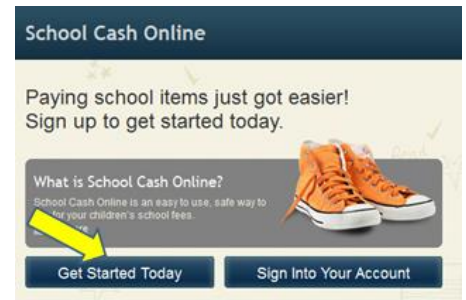 School Cash Online
Paying school items just got easier!
Sign up to get started today.
What is School Cash Online?
School Cash Online is an easy to use, safe way to
for your children's school fees.
Get Started Today
Sign Into Your Account